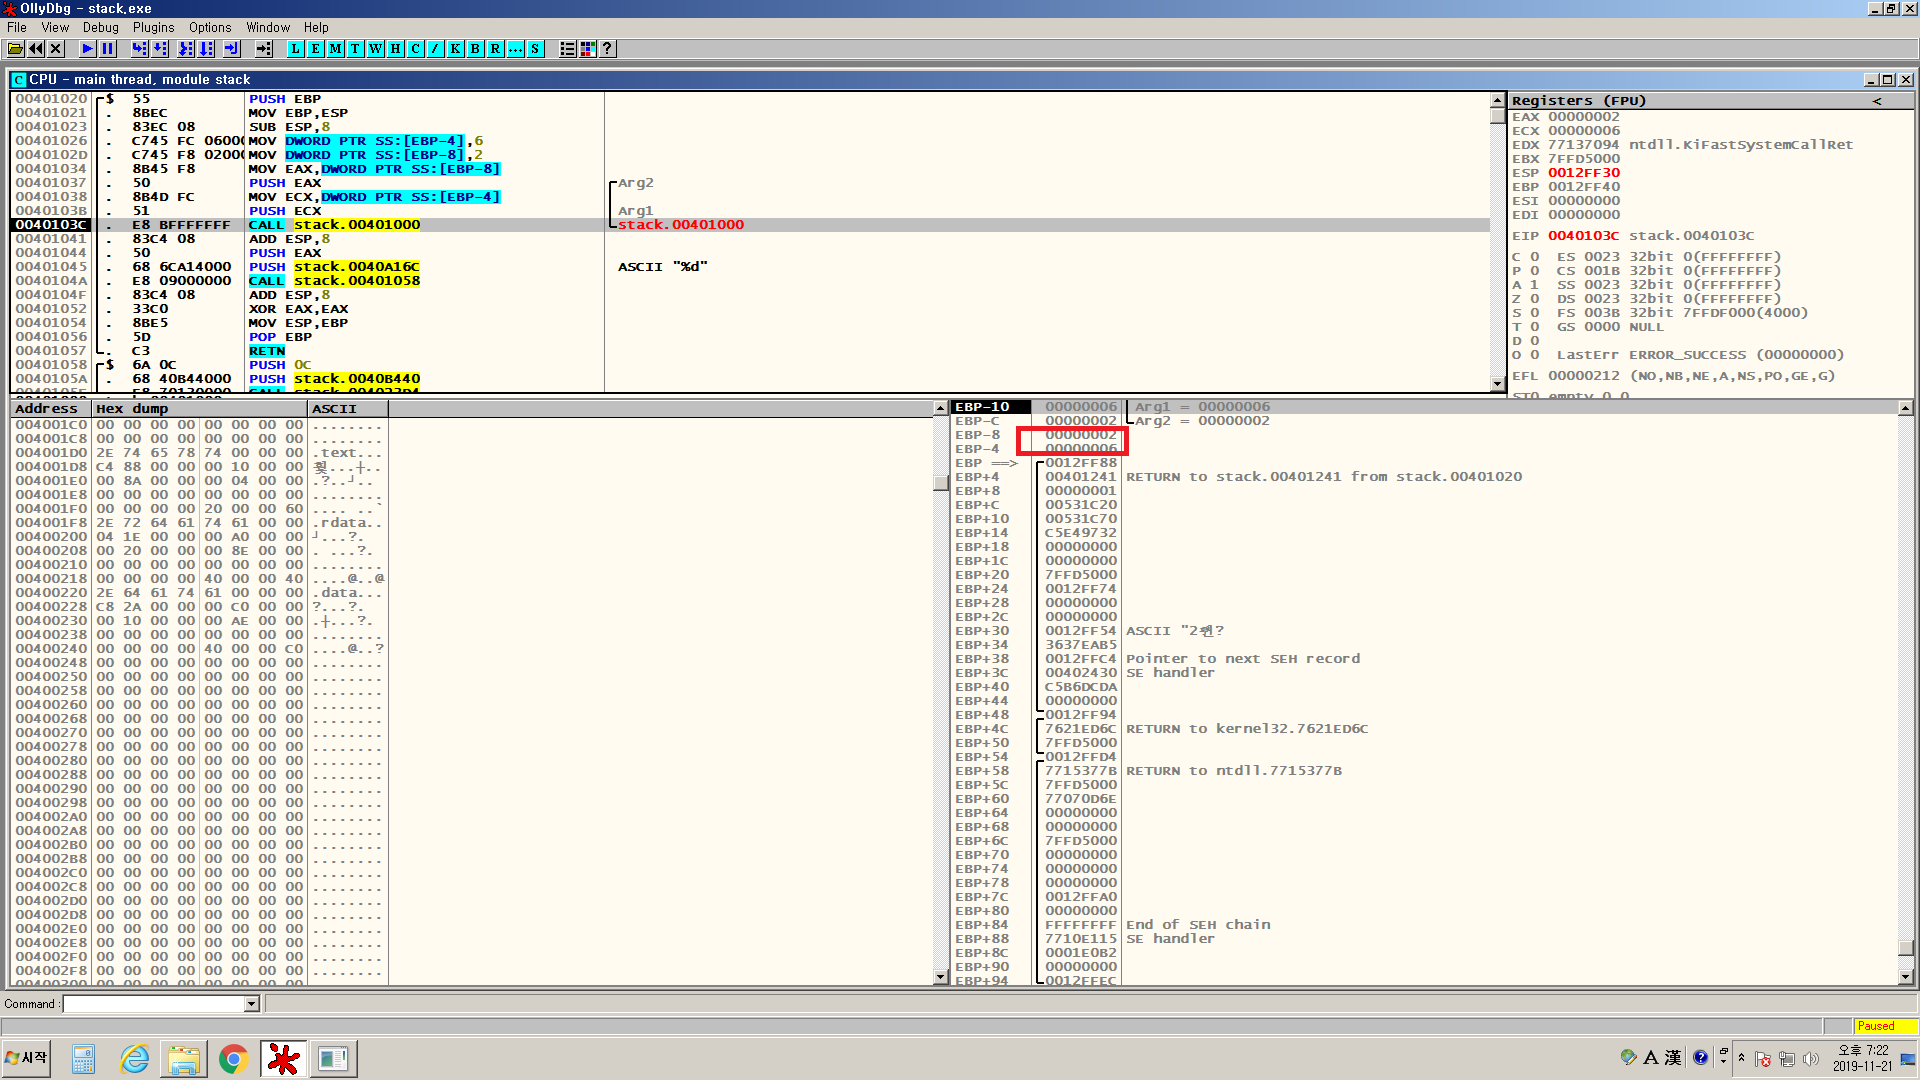 OllyDbg - stack.exe
File View Debug Plugins Options Window Help
L E M T W H C / K B R ... S ?
C CPU - main thread, module stack
00401020 $ 55 PUSH EBP
00401021 . 8BEC MOV EBP,ESP
00401023 . 83EC 08 SUB ESP,8
00401026 . C745 FC 06000 MOV DWORD PTR SS:[EBP-4],6
0040102D . C745 F8 02000 MOV DWORD PTR SS:[EBP-8],2
00401034 . 8B45 F8 MOV EAX,DWORD PTR SS:[EBP-8]
00401037 . 50 PUSH EAX Arg2
00401038 . 8B4D FC MOV ECX,DWORD PTR SS:[EBP-4]
0040103B . 51 PUSH ECX Arg1
0040103C . E8 BFFFFFFF CALL stack.00401000 stack.00401000
00401041 . 83C4 08 ADD ESP,8
00401044 . 50 PUSH EAX
00401045 . 68 6CA14000 PUSH stack.0040A16C ASCII "%d"
0040104A . E8 09000000 CALL stack.00401058
0040104F . 83C4 08 ADD ESP,8
00401052 . 33C0 XOR EAX,EAX
00401054 . 8BE5 MOV ESP,EBP
00401056 . 5D POP EBP
00401057 . C3 RETN
00401058 $ 6A 0C PUSH 0C
0040105A . 68 40B44000 PUSH stack.0040B440
Registers (FPU) <
EAX 00000002
ECX 00000006
EDX 77137094 ntdll.KiFastSystemCallRet
EBX 7FFD5000
ESP 0012FF30
EBP 0012FF40
ESI 00000000
EDI 00000000
EIP 0040103C stack.0040103C
C 0 ES 0023 32bit 0(FFFFFFFF)
P 0 CS 001B 32bit 0(FFFFFFFF)
A 1 SS 0023 32bit 0(FFFFFFFF)
Z 0 DS 0023 32bit 0(FFFFFFFF)
S 0 FS 003B 32bit 7FFDF000(4000)
T 0 GS 0000 NULL
D 0
O 0 LastErr ERROR_SUCCESS (00000000)
EFL 00000212 (NO,NB,NE,A,NS,PO,GE,G)
ST0 empty 0.0
Address Hex dump ASCII
004001C0 00 00 00 00 00 00 00 00 ........
004001C8 00 00 00 00 00 00 00 00 ........
004001D0 2E 74 65 78 74 00 00 00 .text...
004001D8 C4 88 00 00 00 10 00 00
004001E0 00 8A 00 00 00 04 00 00
004001E8 00 00 00 00 00 00 00 00 ........
004001F0 00 00 00 00 20 00 00 60 .... ..`
004001F8 2E 72 64 61 74 61 00 00 .rdata..
00400200 04 1E 00 00 00 A0 00 00 ┘...?.
00400208 00 20 00 00 00 8E 00 00 . ...?.
00400210 00 00 00 00 00 00 00 00 ........
00400218 00 00 00 00 40 00 00 40 ....@..@
00400220 2E 64 61 74 61 00 00 00 .data...
00400228 C8 2A 00 00 00 C0 00 00 ?...?.
00400230 00 10 00 00 00 AE 00 00 .┼...?.
00400238 00 00 00 00 00 00 00 00 ........
00400240 00 00 00 00 40 00 00 C0 ....@..?
00400248 00 00 00 00 00 00 00 00 ........
00400250 00 00 00 00 00 00 00 00 ........
00400258 00 00 00 00 00 00 00 00 ........
00400260 00 00 00 00 00 00 00 00 ........
00400268 00 00 00 00 00 00 00 00 ........
00400270 00 00 00 00 00 00 00 00 ........
00400278 00 00 00 00 00 00 00 00 ........
00400280 00 00 00 00 00 00 00 00 ........
00400288 00 00 00 00 00 00 00 00 ........
00400290 00 00 00 00 00 00 00 00 ........
00400298 00 00 00 00 00 00 00 00 ........
004002A0 00 00 00 00 00 00 00 00 ........
004002A8 00 00 00 00 00 00 00 00 ........
004002B0 00 00 00 00 00 00 00 00 ........
004002B8 00 00 00 00 00 00 00 00 ........
004002C0 00 00 00 00 00 00 00 00 ........
004002C8 00 00 00 00 00 00 00 00 ........
004002D0 00 00 00 00 00 00 00 00 ........
004002D8 00 00 00 00 00 00 00 00 ........
004002E0 00 00 00 00 00 00 00 00 ........
004002E8 00 00 00 00 00 00 00 00 ........
004002F0 00 00 00 00 00 00 00 00 ........
004002F8 00 00 00 00 00 00 00 00 ........
EBP-10 00000006 Arg1 = 00000006
EBP-C 00000002 Arg2 = 00000002
EBP-8 00000002
EBP-4 00000006
EBP ==> 0012FF88
EBP+4 00401241 RETURN to stack.00401241 from stack.00401020
EBP+8 00000001
EBP+C 00531C20
EBP+10 00531C70
EBP+14 C5E49732
EBP+18 00000000
EBP+1C 00000000
EBP+20 7FFD5000
EBP+24 0012FF74
EBP+28 00000000
EBP+2C 00000000
EBP+30 0012FF54 ASCII "2
EBP+34 3637EAB5
EBP+38 0012FFC4 Pointer to next SEH record
EBP+3C 00402430 SE handler
EBP+40 C5B6DCDA
EBP+44 00000000
EBP+48 0012FF94
EBP+4C 7621ED6C RETURN to kernel32.7621ED6C
EBP+50 7FFD5000
EBP+54 0012FFD4
EBP+58 7715377B RETURN to ntdll.7715377B
EBP+5C 7FFD5000
EBP+60 77070D6E
EBP+64 00000000
EBP+68 00000000
EBP+6C 7FFD5000
EBP+70 00000000
EBP+74 00000000
EBP+78 00000000
EBP+7C 0012FFA0
EBP+80 00000000
EBP+84 FFFFFFFF End of SEH chain
EBP+88 7710E115 SE handler
EBP+8C 0001E0B2
EBP+90 00000000
EBP+94 0012FFEC
Command :
Paused
시작
A 漢 ?
오후 7:22
2019-11-21